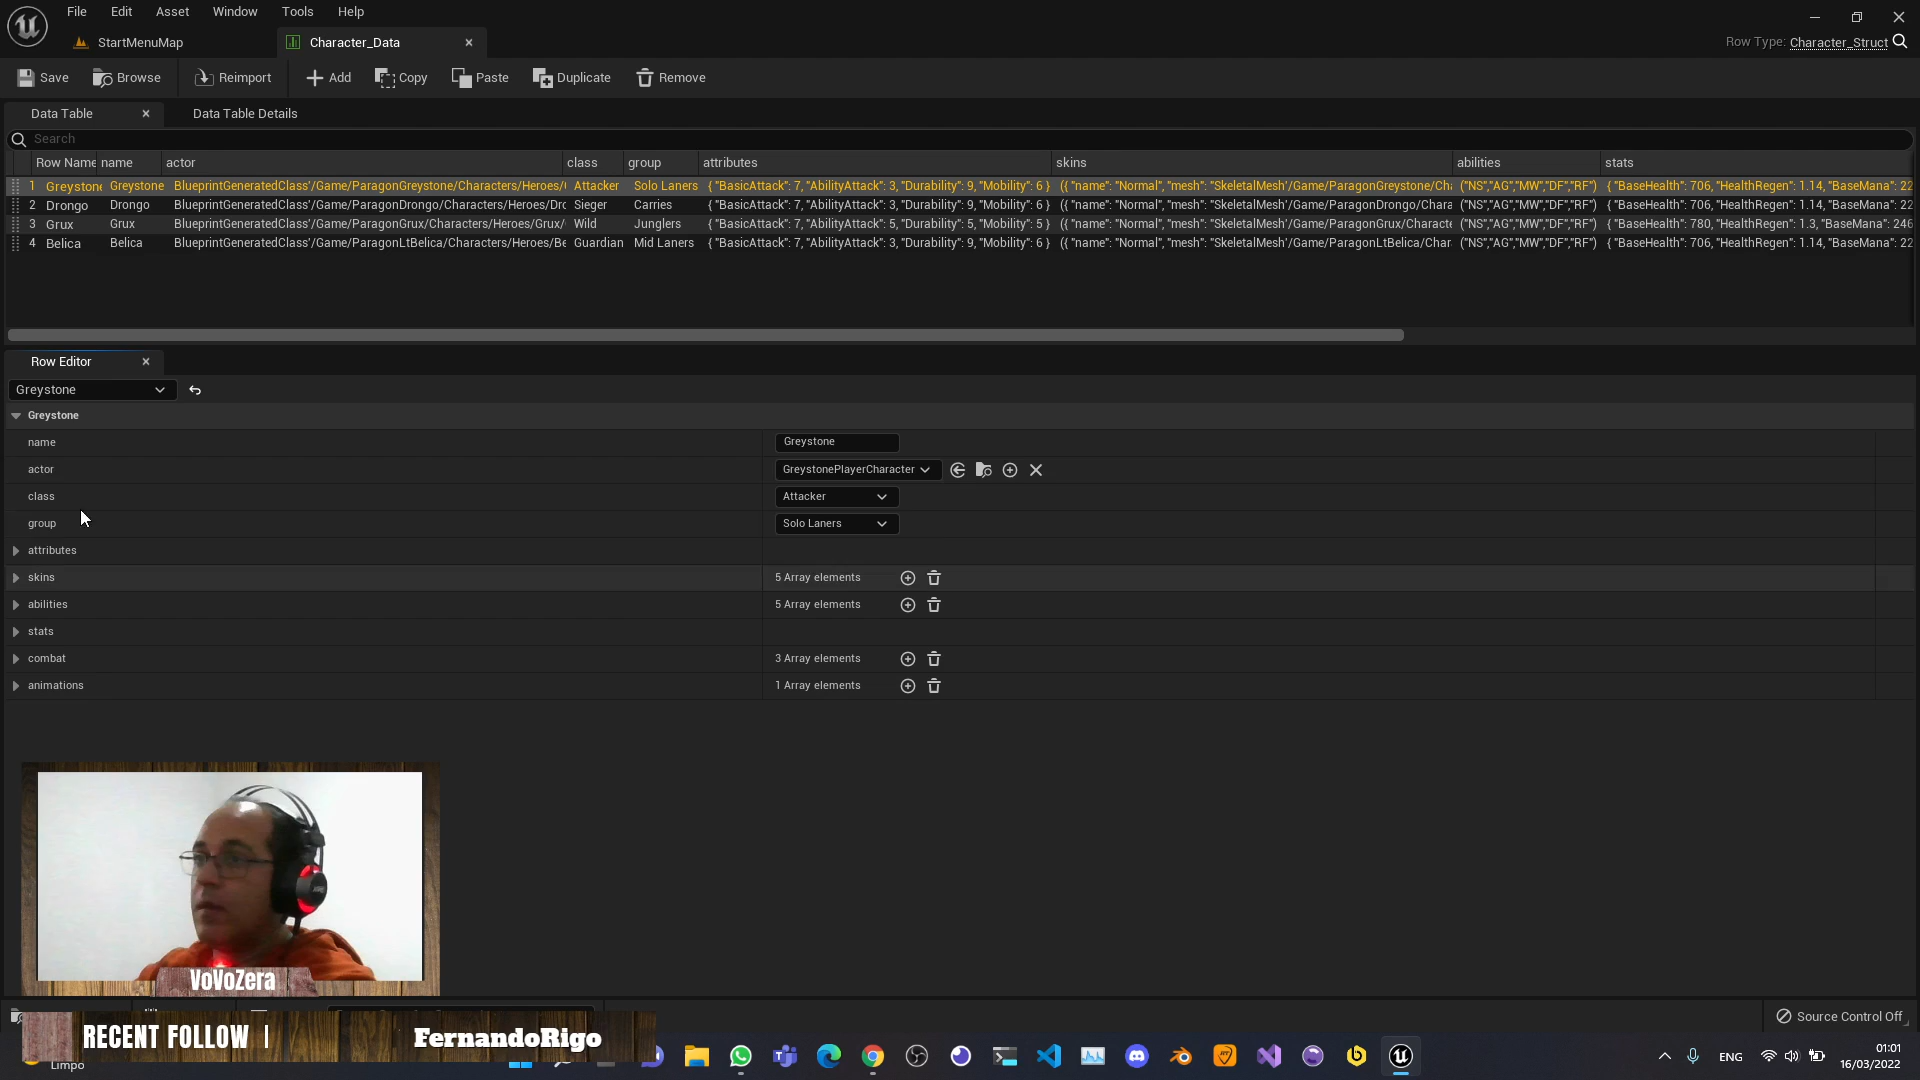 File Edit Asset Window Tools Help
StartMenuMap
Character_Data
Row Type: Character_Struct
Save Browse Reimport Add Copy Paste Duplicate Remove
Data Table
Data Table Details
Search
Row Name name actor class group attributes skins abilities stats
1 Greystone Greystone BlueprintGeneratedClass'/Game/ParagonGreystone/Characters/Heroes/( Attacker Solo Laners { "BasicAttack": 7, "AbilityAttack": 3, "Durability": 9, "Mobility": 6 } ({ "name": "Normal", "mesh": "SkeletalMesh'/Game/ParagonGreystone/Cha ("NS","AG","MW","DF","RF") { "BaseHealth": 706, "HealthRegen": 1.14, "BaseMana": 22
2 Drongo Drongo BlueprintGeneratedClass'/Game/ParagonDrongo/Characters/Heroes/Drc Sieger Carries { "BasicAttack": 7, "AbilityAttack": 3, "Durability": 9, "Mobility": 6 } ({ "name": "Normal", "mesh": "SkeletalMesh'/Game/ParagonDrongo/Chara ("NS","AG","MW","DF","RF") { "BaseHealth": 706, "HealthRegen": 1.14, "BaseMana": 22
3 Grux Grux BlueprintGeneratedClass'/Game/ParagonGrux/Characters/Heroes/Grux/ Wild Junglers { "BasicAttack": 7, "AbilityAttack": 5, "Durability": 5, "Mobility": 5 } ({ "name": "Normal", "mesh": "SkeletalMesh'/Game/ParagonGrux/Characte ("NS","AG","MW","DF","RF") { "BaseHealth": 780, "HealthRegen": 1.3, "BaseMana": 246
4 Belica Belica BlueprintGeneratedClass'/Game/ParagonLtBelica/Characters/Heroes/Be Guardian Mid Laners { "BasicAttack": 7, "AbilityAttack": 3, "Durability": 9, "Mobility": 6 } ({ "name": "Normal", "mesh": "SkeletalMesh'/Game/ParagonLtBelica/Char ("NS","AG","MW","DF","RF") { "BaseHealth": 706, "HealthRegen": 1.14, "BaseMana": 22
Row Editor
Greystone
Greystone
name Greystone
actor GreystonePlayerCharacter
class Attacker
group Solo Laners
attributes
skins 5 Array elements
abilities 5 Array elements
stats
combat 3 Array elements
animations 1 Array elements
VoVoZera
Source Control Off
RECENT FOLLOW | FernandoRigo
Limpo
ENG
01:01
16/03/2022